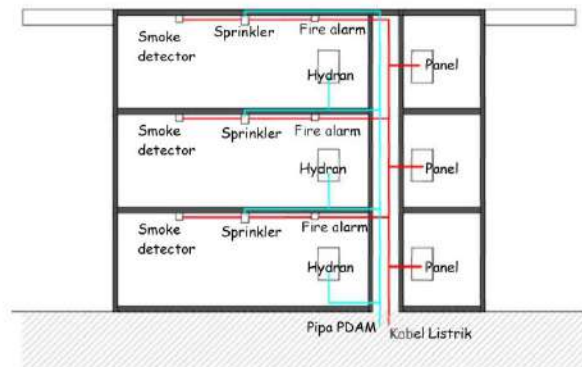 Smoke detector
Sprinkler
Fire alarm
Hydran
Panel
Smoke detector
Sprinkler
Fire alarm
Hydran
Panel
Smoke detector
Sprinkler
Fire alarm
Hydran
Panel
Pipa PDAM
Kabel Listrik